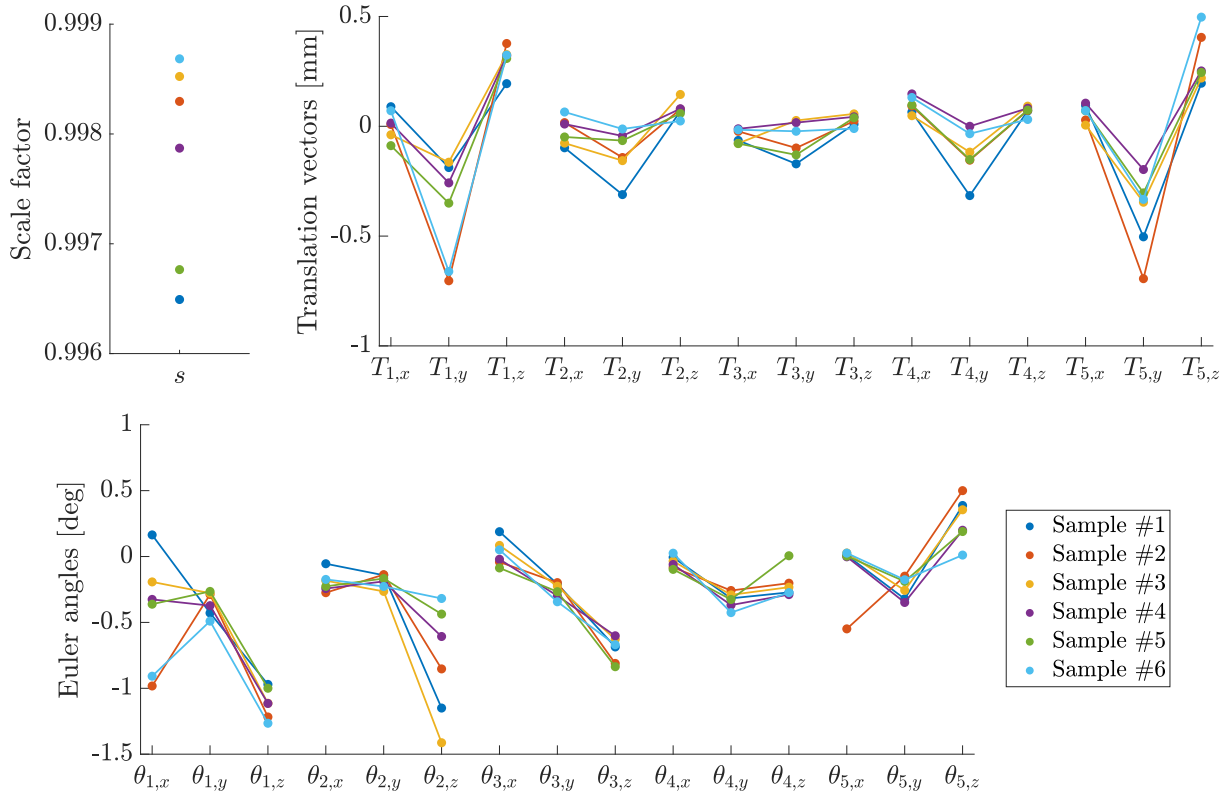 0.999
0.998
0.997
0.996
Scale factor
s
0.5
0
-0.5
-1
Translation vectors [mm]
T1,x T1,y T1,z T2,x T2,y T2,z T3,x T3,y T3,z T4,x T4,y T4,z T5,x T5,y T5,z
1
0.5
0
-0.5
-1
-1.5
Euler angles [deg]
θ1,x θ1,y θ1,z θ2,x θ2,y θ2,z θ3,x θ3,y θ3,z θ4,x θ4,y θ4,z θ5,x θ5,y θ5,z
Sample #1
Sample #2
Sample #3
Sample #4
Sample #5
Sample #6